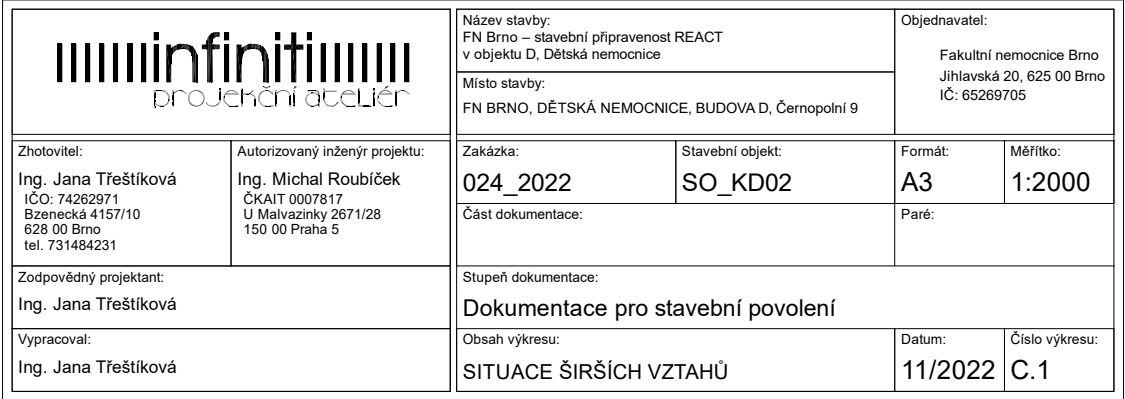 infiniti
projekční ateliér
Název stavby:
FN Brno – stavební připravenost REACT
v objektu D, Dětská nemocnice
Místo stavby:
FN BRNO, DĚTSKÁ NEMOCNICE, BUDOVA D, Černopolní 9
Objednavatel:
Fakultní nemocnice Brno
Jihlavská 20, 625 00 Brno
IČ: 65269705
Zhotovitel:
Ing. Jana Třeštíková
IČO: 74262971
Bzenecká 4157/10
628 00 Brno
tel. 731484231
Autorizovaný inženýr projektu:
Ing. Michal Roubíček
ČKAIT 0007817
U Malvazinky 2671/28
150 00 Praha 5
Zakázka:
024_2022
Stavební objekt:
SO_KD02
Formát:
A3
Měřítko:
1:2000
Část dokumentace:
Paré:
Zodpovědný projektant:
Ing. Jana Třeštíková
Stupeň dokumentace:
Dokumentace pro stavební povolení
Vypracoval:
Ing. Jana Třeštíková
Obsah výkresu:
SITUACE ŠIRŠÍCH VZTAHŮ
Datum:
11/2022
Číslo výkresu:
C.1